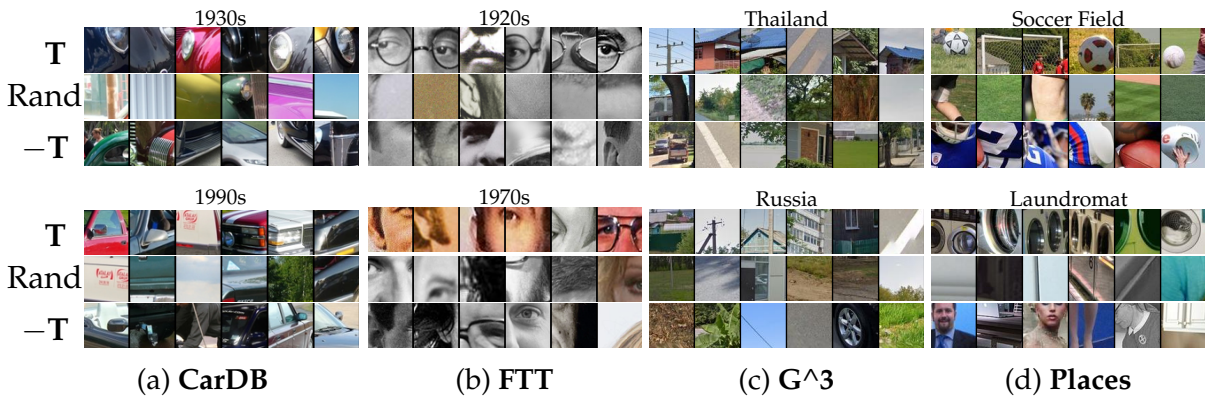 1930s 1920s Thailand Soccer Field
T
Rand
−T
1990s 1970s Russia Laundromat
T
Rand
−T
(a) CarDB (b) FTT (c) G^3 (d) Places